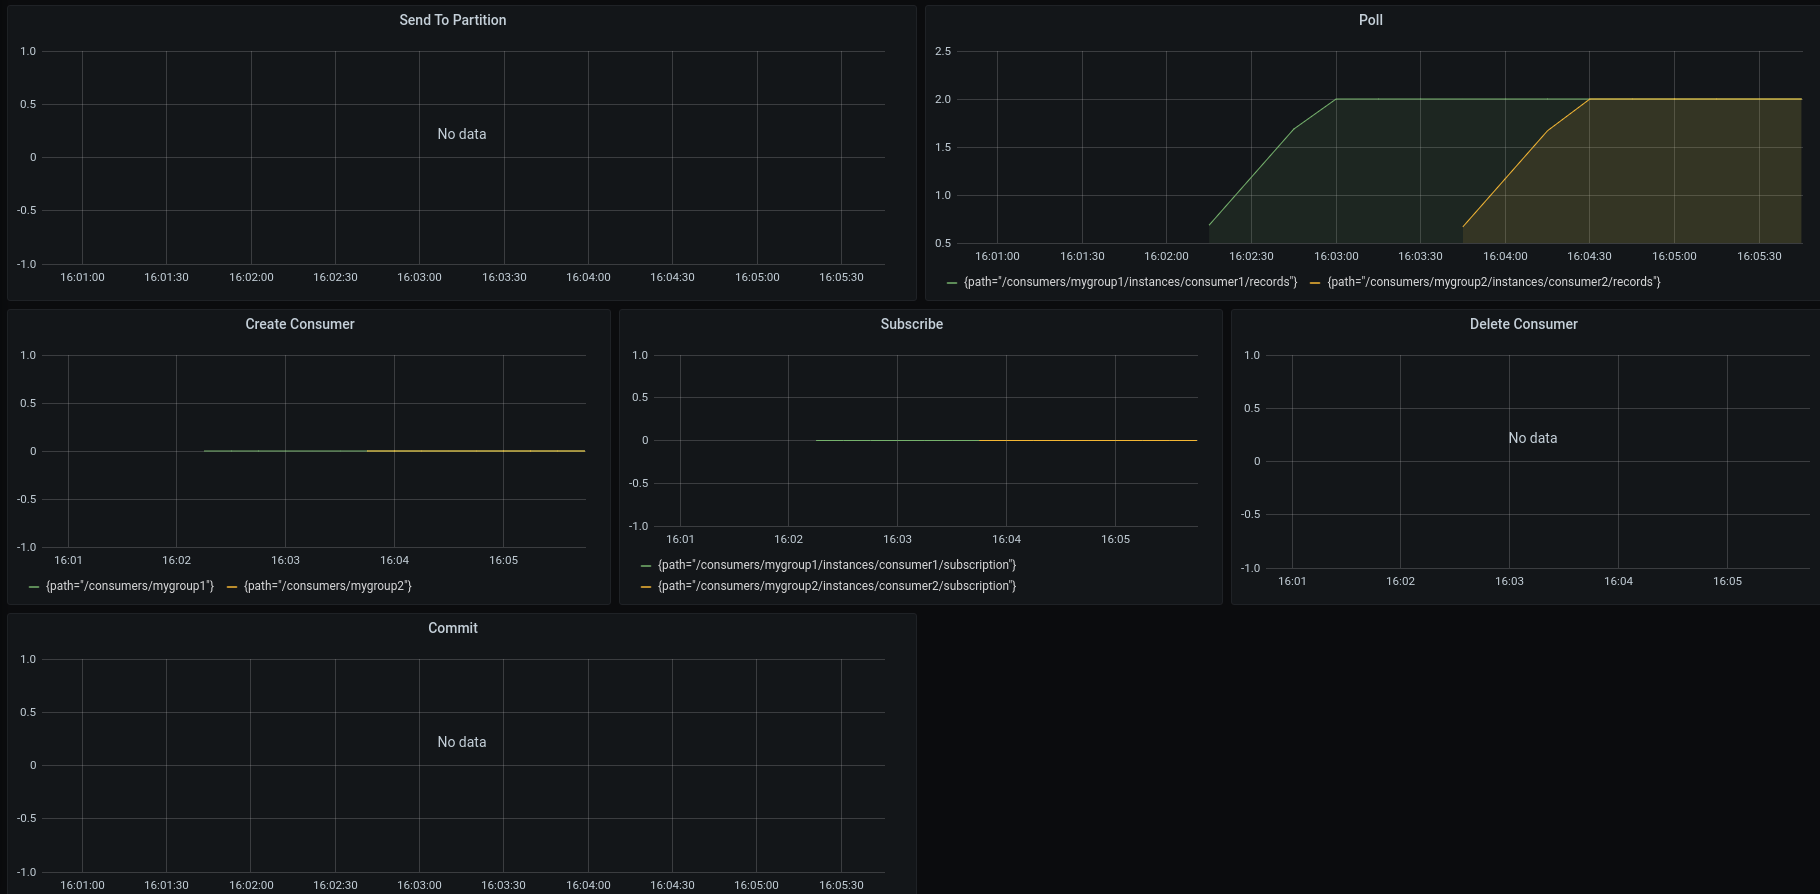 Send To Partition
1.0
0.5
No data
0
-0.5
-1.0
16:01:00 16:01:30 16:02:00 16:02:30 16:03:00 16:03:30 16:04:00 16:04:30 16:05:00 16:05:30
Poll
2.5
2.0
1.5
1.0
0.5
16:01:00 16:01:30 16:02:00 16:02:30 16:03:00 16:03:30 16:04:00 16:04:30 16:05:00 16:05:30
{path="/consumers/mygroup1/instances/consumer1/records"} {path="/consumers/mygroup2/instances/consumer2/records"}
Create Consumer
1.0
0.5
0
-0.5
-1.0
16:01 16:02 16:03 16:04 16:05
{path="/consumers/mygroup1"} {path="/consumers/mygroup2"}
Subscribe
1.0
0.5
0
-0.5
-1.0
16:01 16:02 16:03 16:04 16:05
{path="/consumers/mygroup1/instances/consumer1/subscription"}
{path="/consumers/mygroup2/instances/consumer2/subscription"}
Delete Consumer
1.0
0.5
No data
0
-0.5
-1.0
16:01 16:02 16:03 16:04 16:05
Commit
1.0
0.5
No data
0
-0.5
-1.0
16:01:00 16:01:30 16:02:00 16:02:30 16:03:00 16:03:30 16:04:00 16:04:30 16:05:00 16:05:30